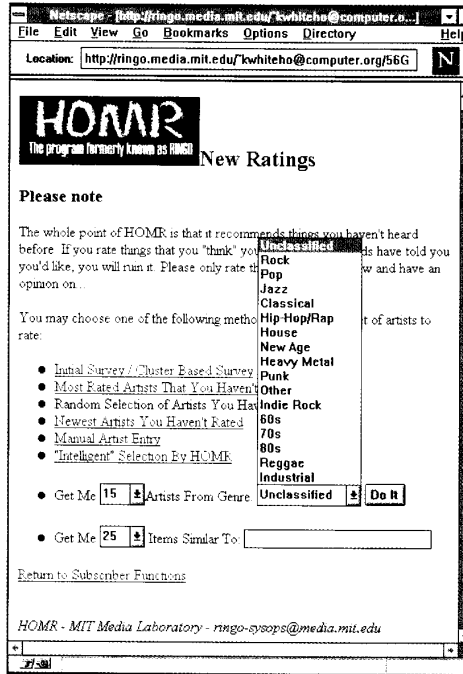 Netscape - [http://ringo.media.mit.edu/~kwhiteho@computer.o...]
File Edit View Go Bookmarks Options Directory Help
Location: http://ringo.media.mit.edu/~kwhiteho@computer.org/56G
N
HOMR
The program formerly known as RINGO
New Ratings
Please note
The whole point of HOMR is that it recommends things you haven't heard
before. If you rate things that you "think" yo ds have told you
you'd like, you will ruin it. Please only rate th w and have an
opinion on...
You may choose one of the following metho t of artists to
rate:
Initial Survey / Cluster Based Survey
Most Rated Artists That You Haven't
Random Selection of Artists You Hav
Newest Artists You Haven't Rated
Manual Artist Entry
"Intelligent" Selection By HOMR
Unclassified
Rock
Pop
Jazz
Classical
Hip-Hop/Rap
House
New Age
Heavy Metal
Punk
Other
Indie Rock
60s
70s
80s
Reggae
Industrial
Get Me 15 Artists From Genre: Unclassified Do It
Get Me 25 Items Similar To:
Return to Subscriber Functions
HOMR - MIT Media Laboratory - ringo-sysops@media.mit.edu